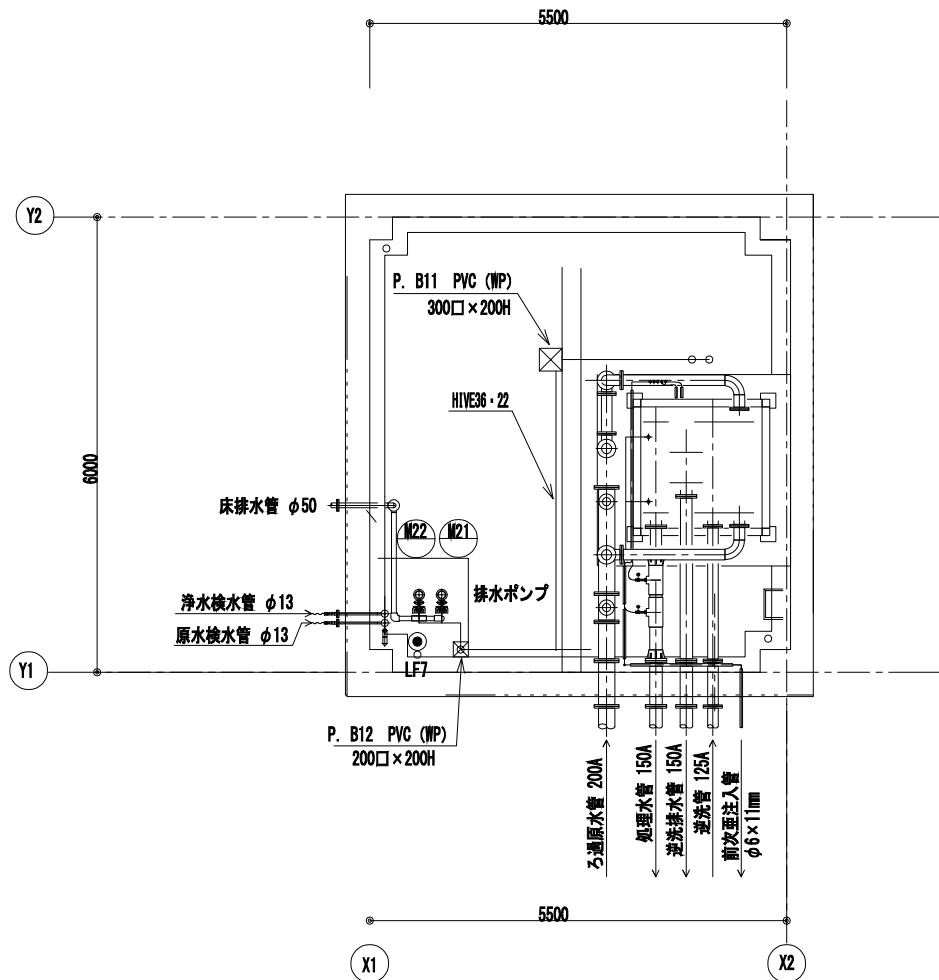 5500
Y2
P. B11 PVC (WP)
300□×200H
HIVE36・22
6000
床排水管 φ50
M22
M21
排水ポンプ
浄水検水管 φ13
原水検水管 φ13
Y1
LF7
P. B12 PVC (WP)
200□×200H
ろ過原水管 200A
処理水管 150A
逆洗排水管 150A
逆洗管 125A
前次亜注入管
φ6×11mm
5500
X1
X2